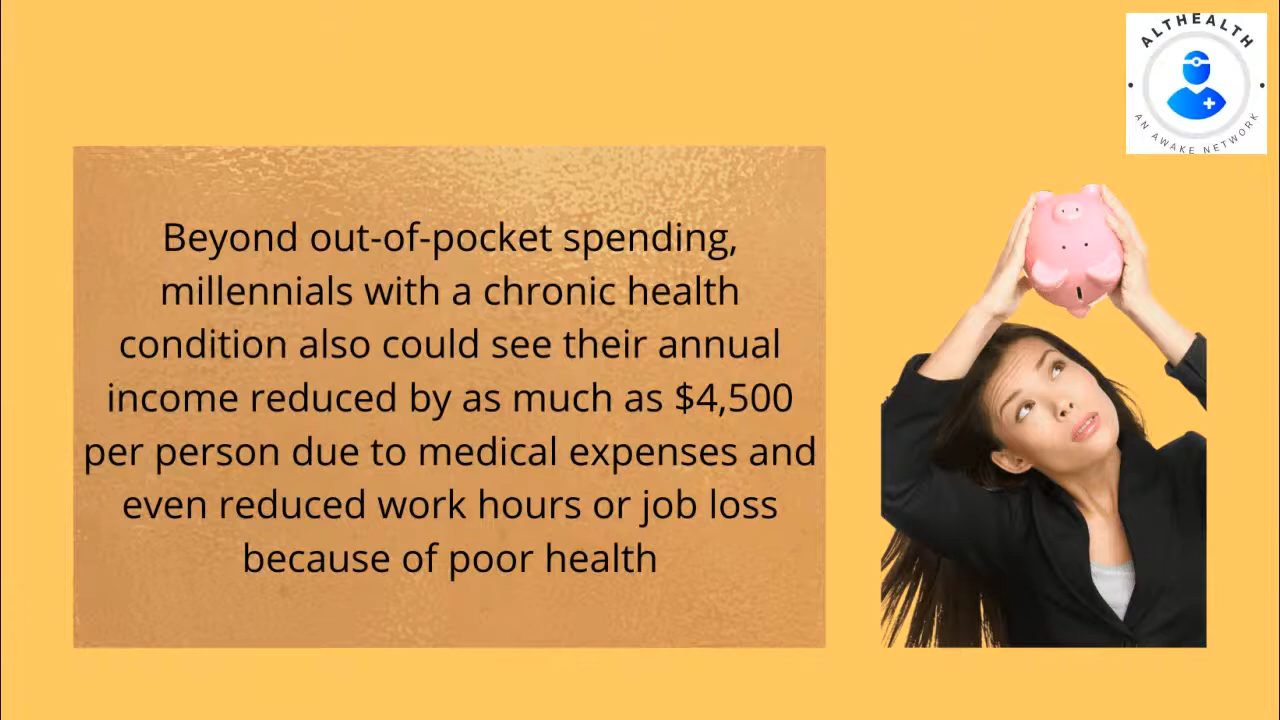 ALTHEALTH
AN AWAKE NETWORK
Beyond out-of-pocket spending,
millennials with a chronic health
condition also could see their annual
income reduced by as much as $4,500
per person due to medical expenses and
even reduced work hours or job loss
because of poor health